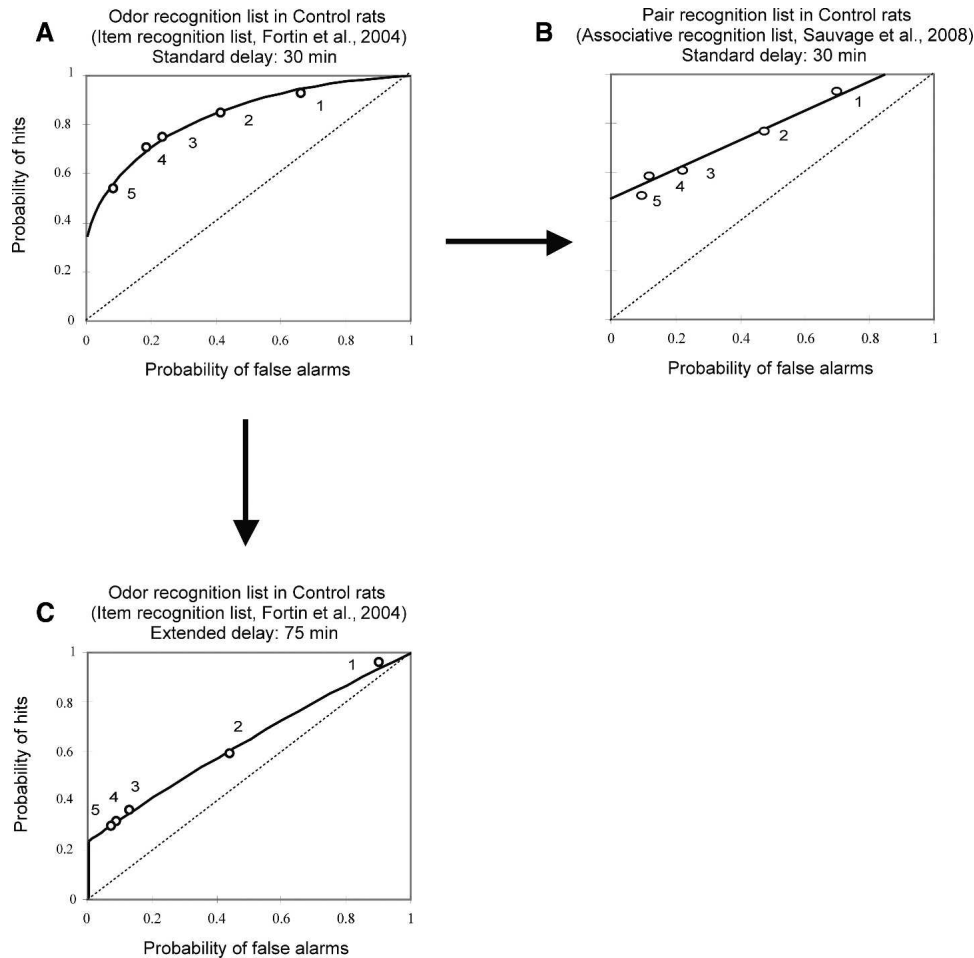 A
Odor recognition list in Control rats
(Item recognition list, Fortin et al., 2004)
Standard delay: 30 min
1
0.8
0.6
0.4
0.2
0
Probability of hits
1
2
3
4
5
0 0.2 0.4 0.6 0.8 1
Probability of false alarms
B
Pair recognition list in Control rats
(Associative recognition list, Sauvage et al., 2008)
Standard delay: 30 min
1
2
3
4
5
0 0.2 0.4 0.6 0.8 1
Probability of false alarms
C
Odor recognition list in Control rats
(Item recognition list, Fortin et al., 2004)
Extended delay: 75 min
1
0.8
0.6
0.4
0.2
0
Probability of hits
1
2
3
4
5
0 0.2 0.4 0.6 0.8 1
Probability of false alarms